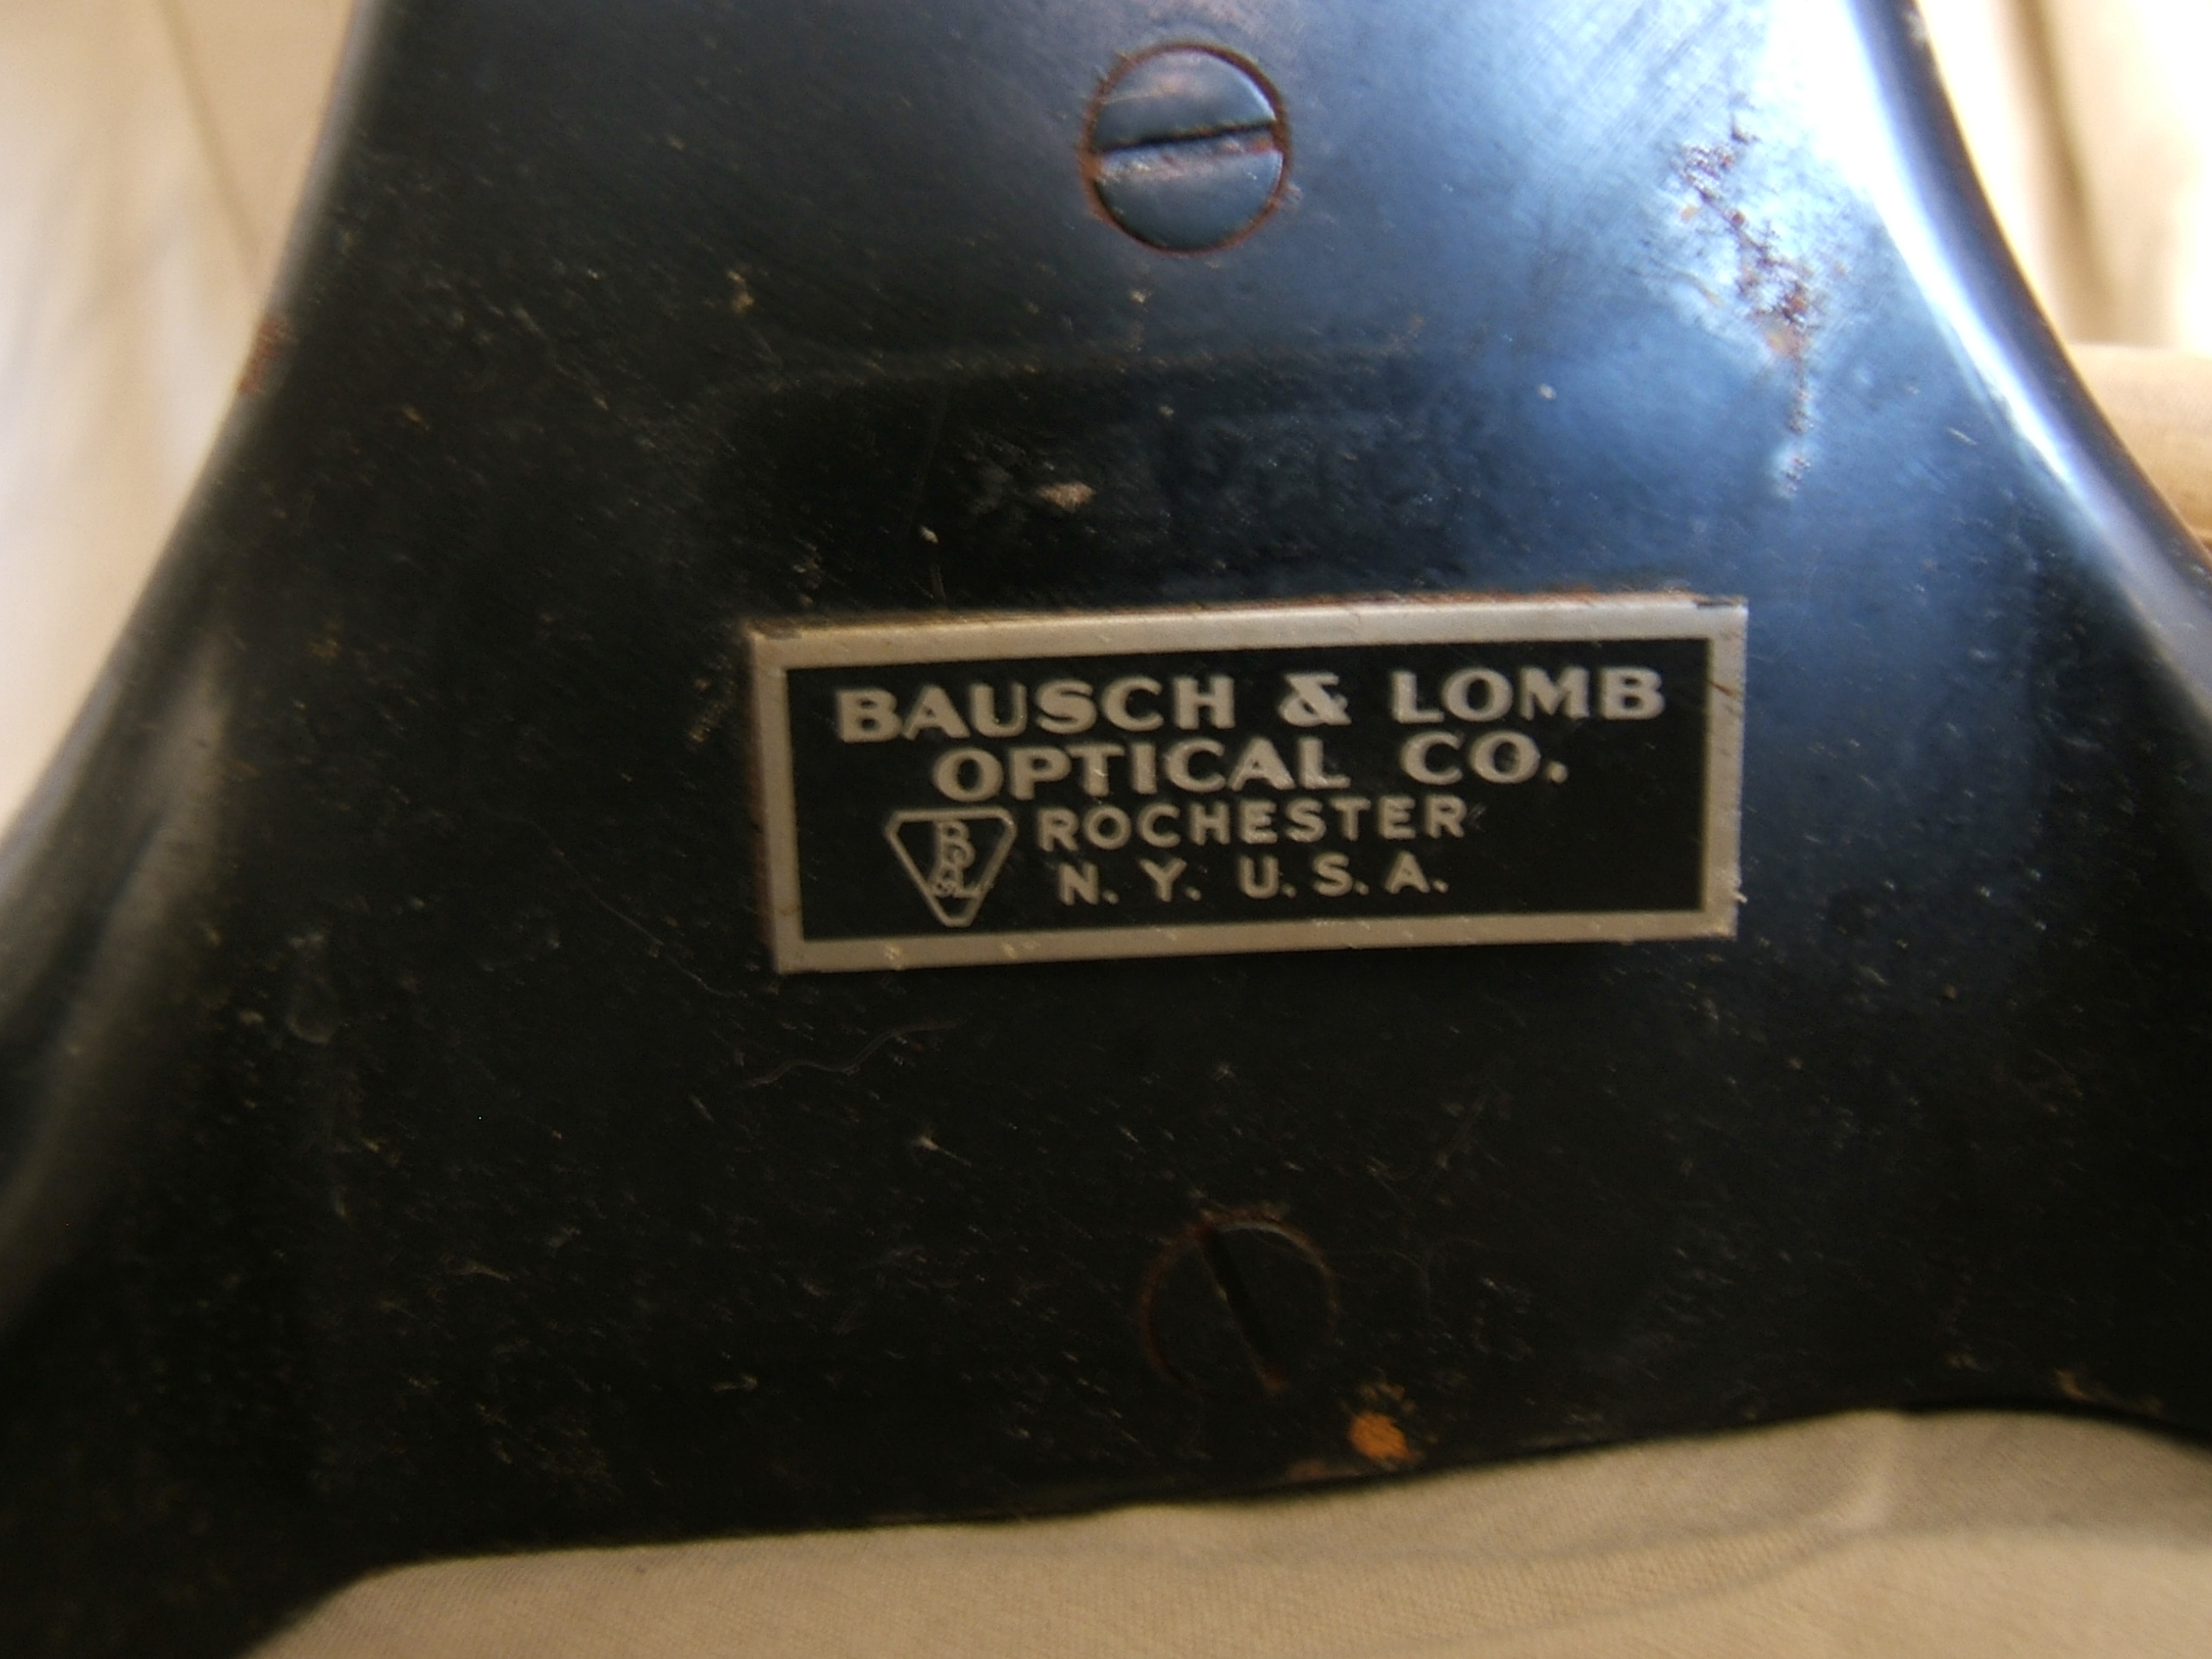 BAUSCH & LOMB
OPTICAL CO.
B&L ROCHESTER
N. Y. U. S. A.